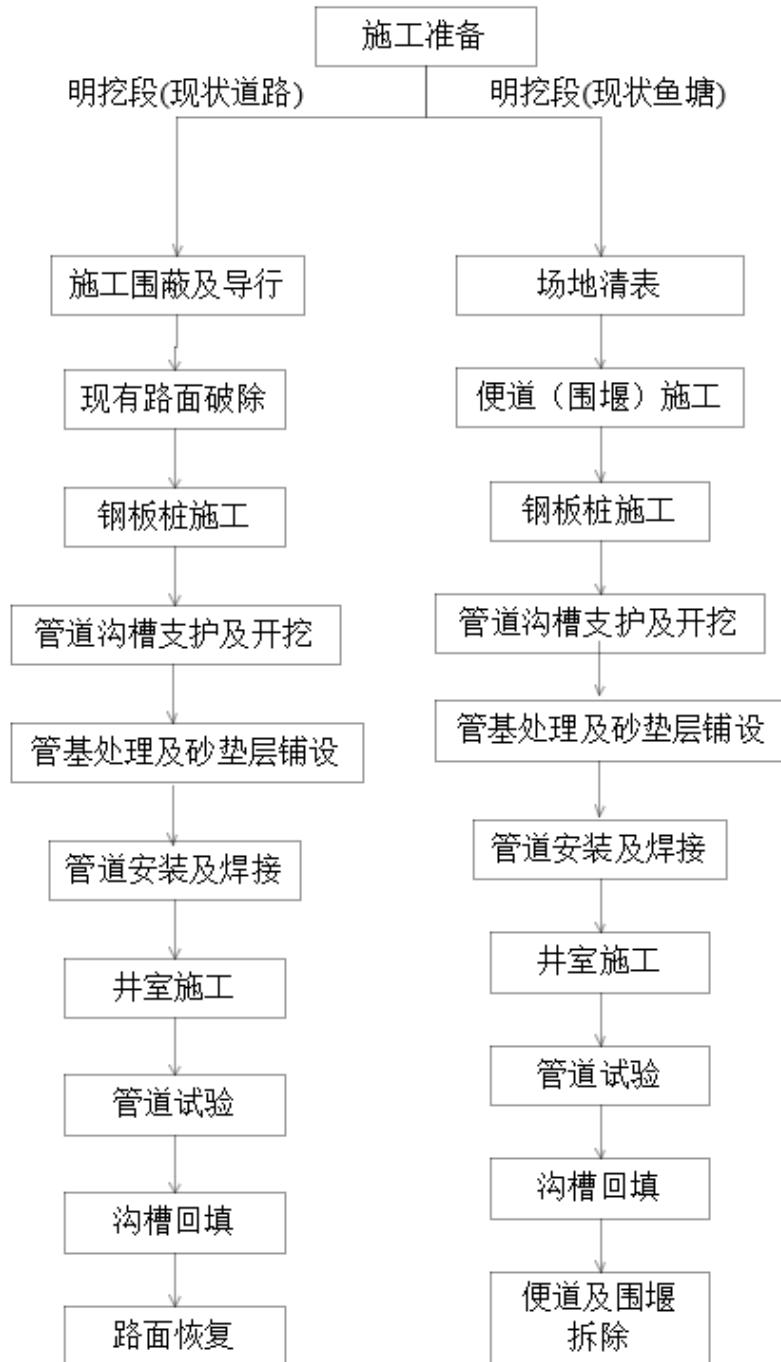 施工准备
明挖段(现状道路)
明挖段(现状鱼塘)
施工围蔽及导行
场地清表
现有路面破除
便道（围堰）施工
钢板桩施工
钢板桩施工
管道沟槽支护及开挖
管道沟槽支护及开挖
管基处理及砂垫层铺设
管基处理及砂垫层铺设
管道安装及焊接
管道安装及焊接
井室施工
井室施工
管道试验
管道试验
沟槽回填
沟槽回填
路面恢复
便道及围堰
拆除